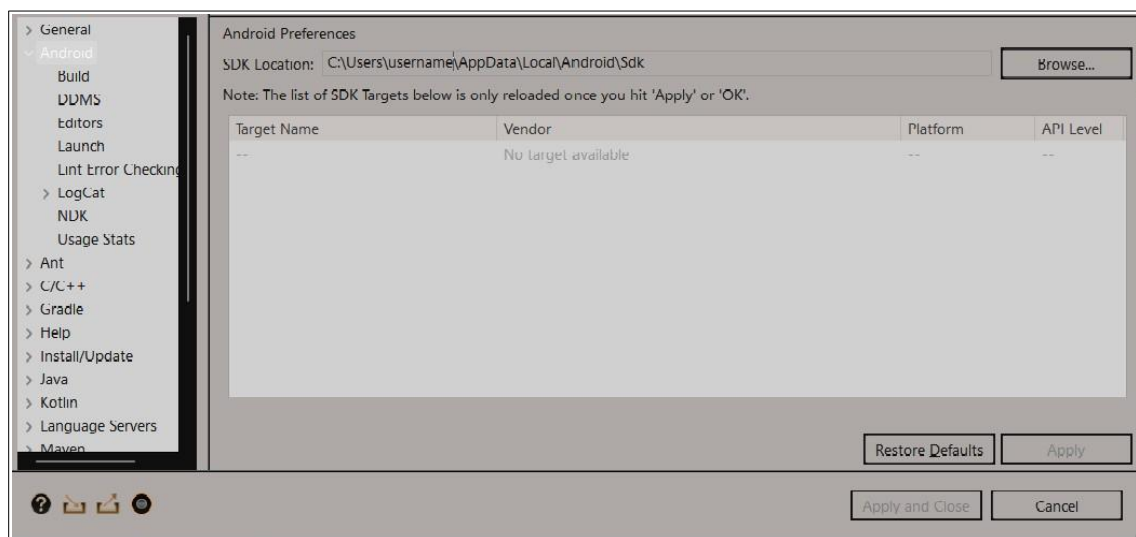 General
Android
Build
DDMS
Editors
Launch
Lint Error Checking
LogCat
NDK
Usage Stats
Ant
C/C++
Gradle
Help
Install/Update
Java
Kotlin
Language Servers
Maven
Android Preferences
SDK Location: C:\Users\username\AppData\Local\Android\Sdk Browse...
Note: The list of SDK Targets below is only reloaded once you hit 'Apply' or 'OK'.
Target Name Vendor Platform API Level
-- No target available -- --
Restore Defaults Apply
Apply and Close Cancel